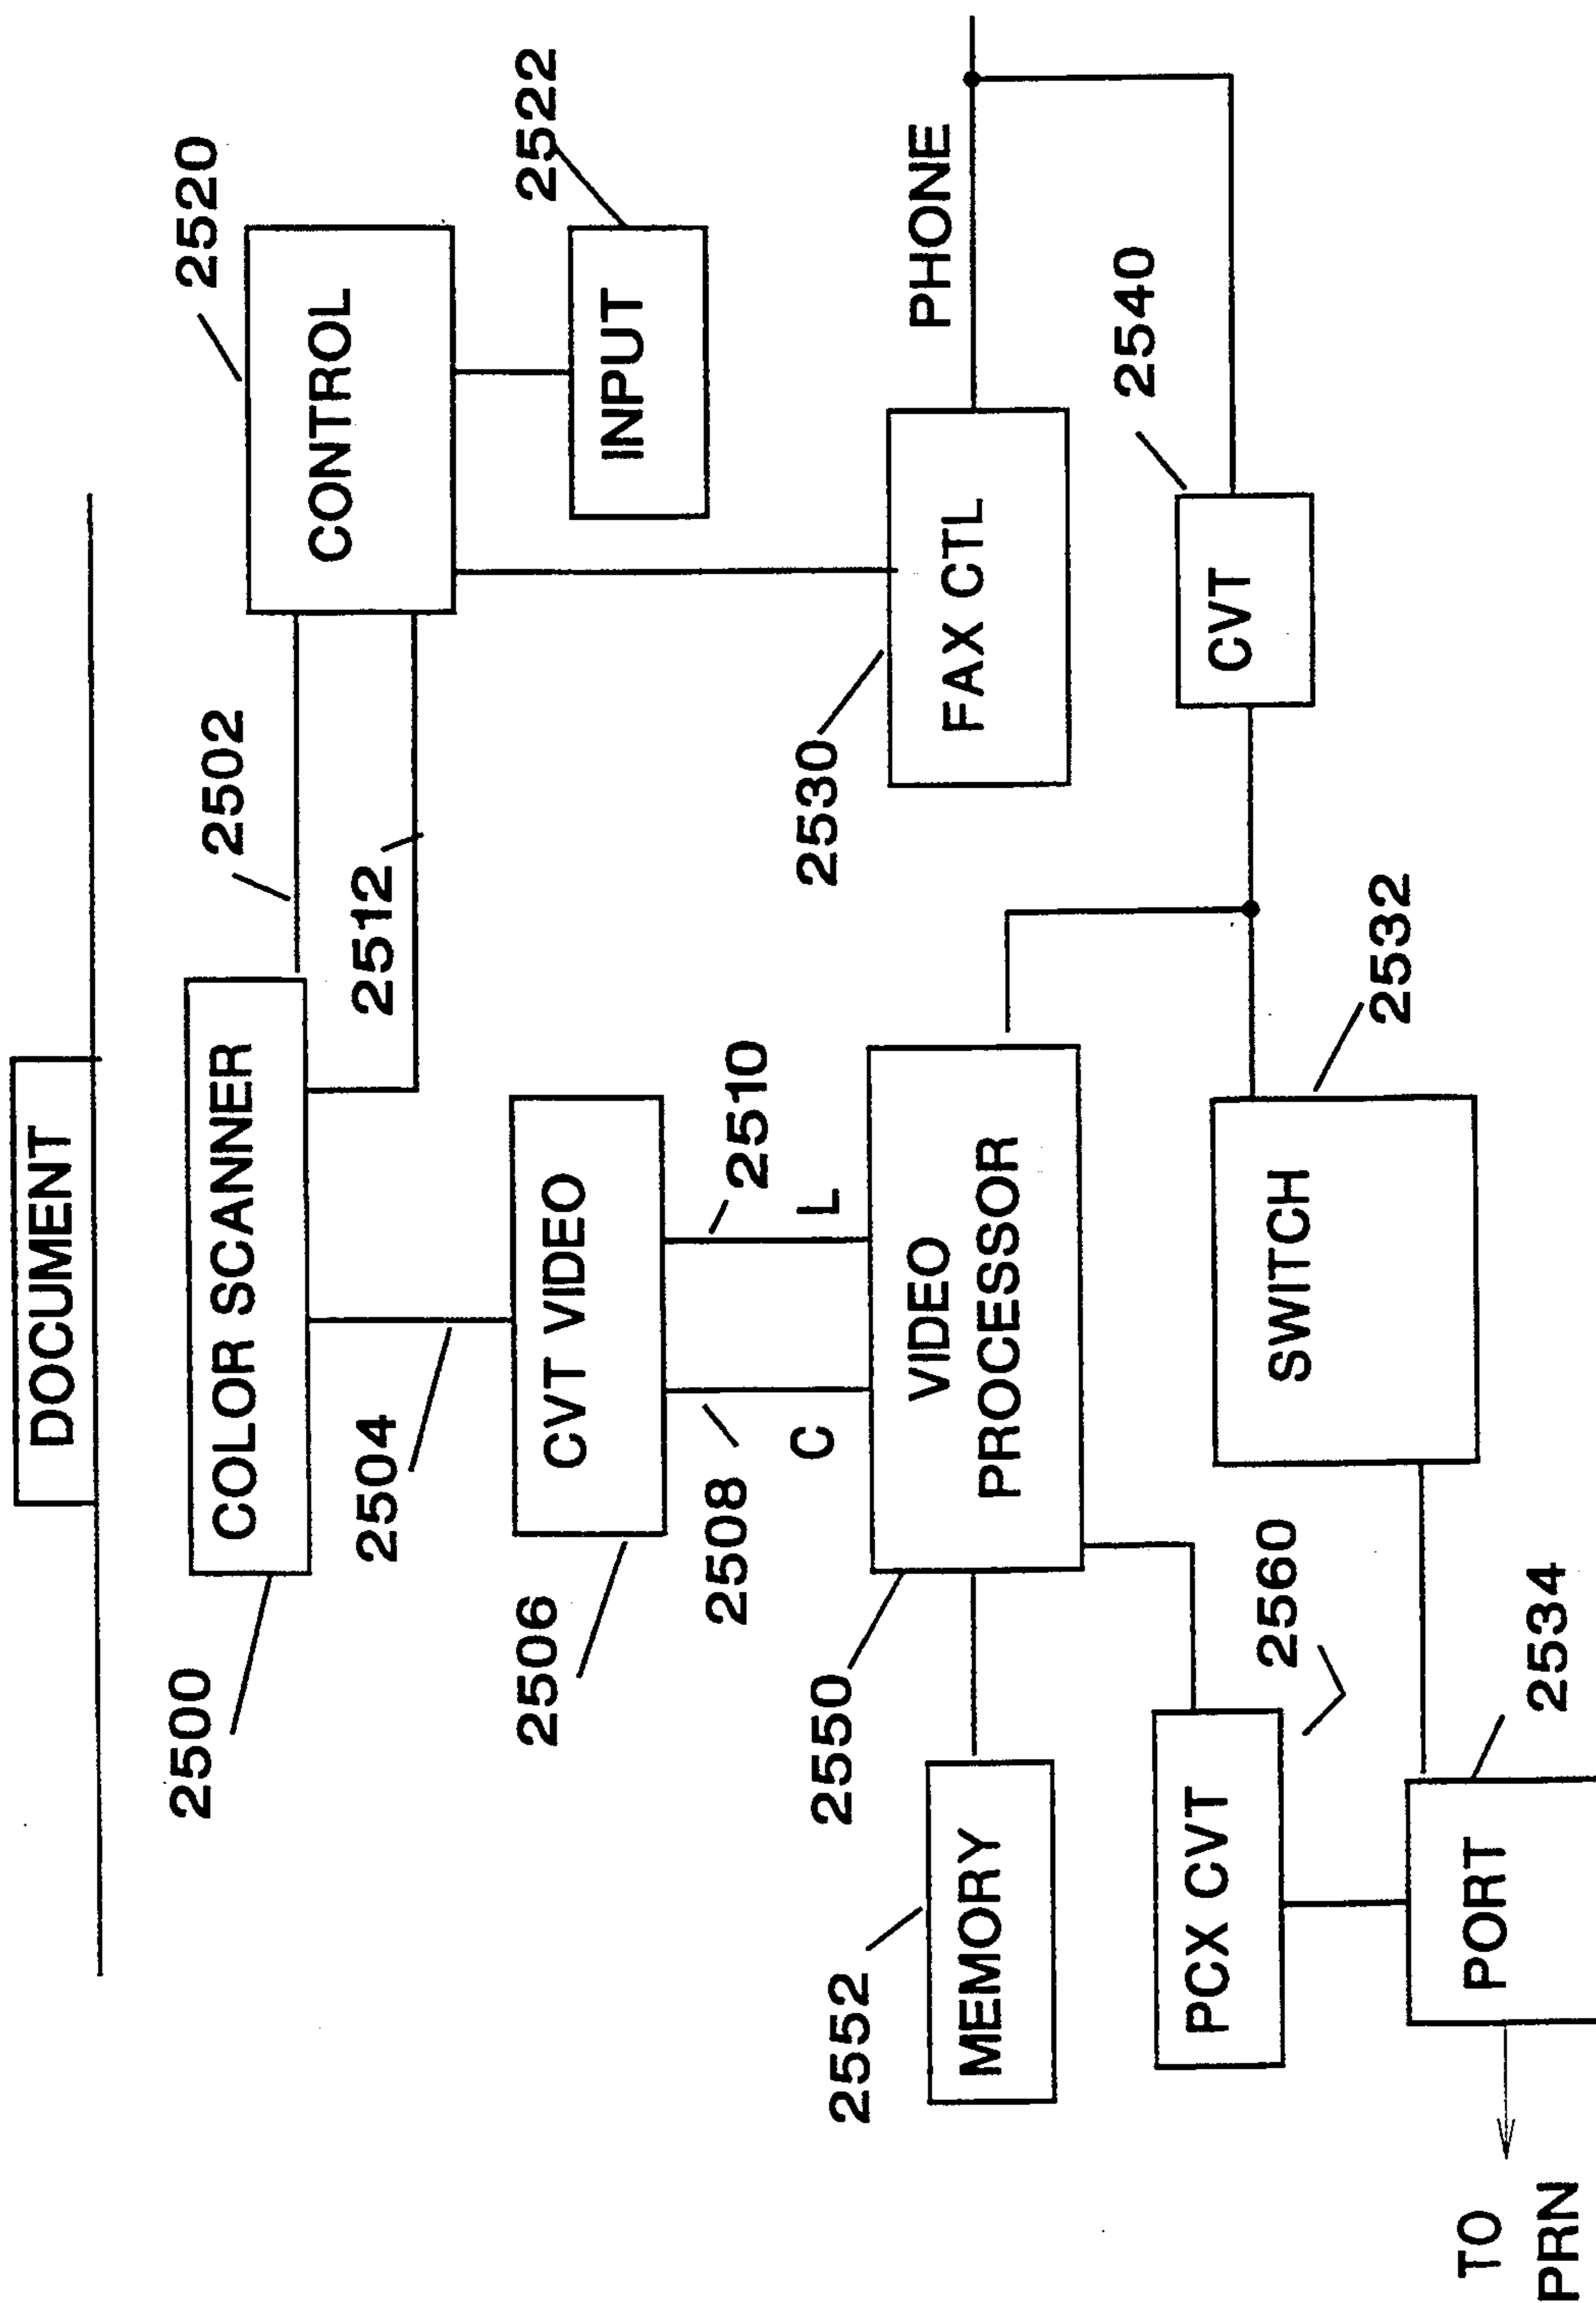 DOCUMENT
2500
COLOR SCANNER
2502
2520
CONTROL
2504
2512
2506
CVT VIDEO
2522
INPUT
2508
2510
C
L
2550
VIDEO
PROCESSOR
2530
FAX CTL
PHONE
2552
MEMORY
2560
PCX CVT
SWITCH
2532
CVT
2540
2534
PORT
TO
PRN